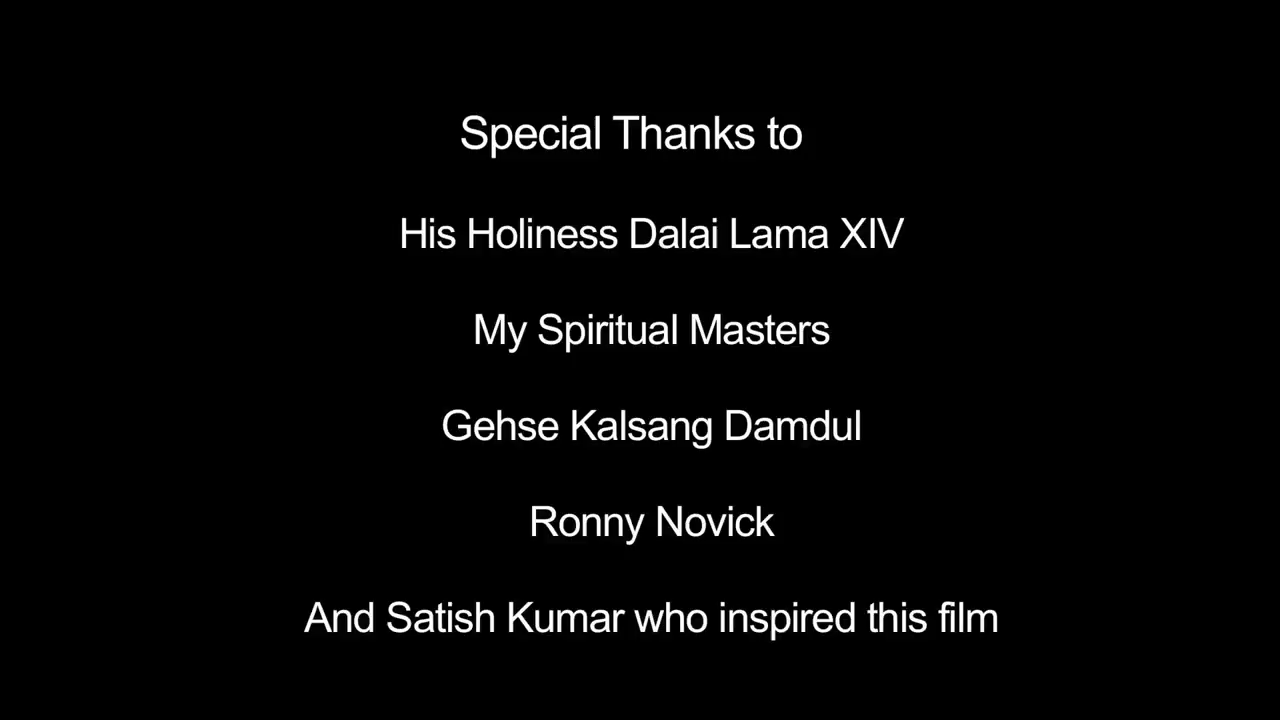 Special Thanks to
His Holiness Dalai Lama XIV
My Spiritual Masters
Gehse Kalsang Damdul
Ronny Novick
And Satish Kumar who inspired this film